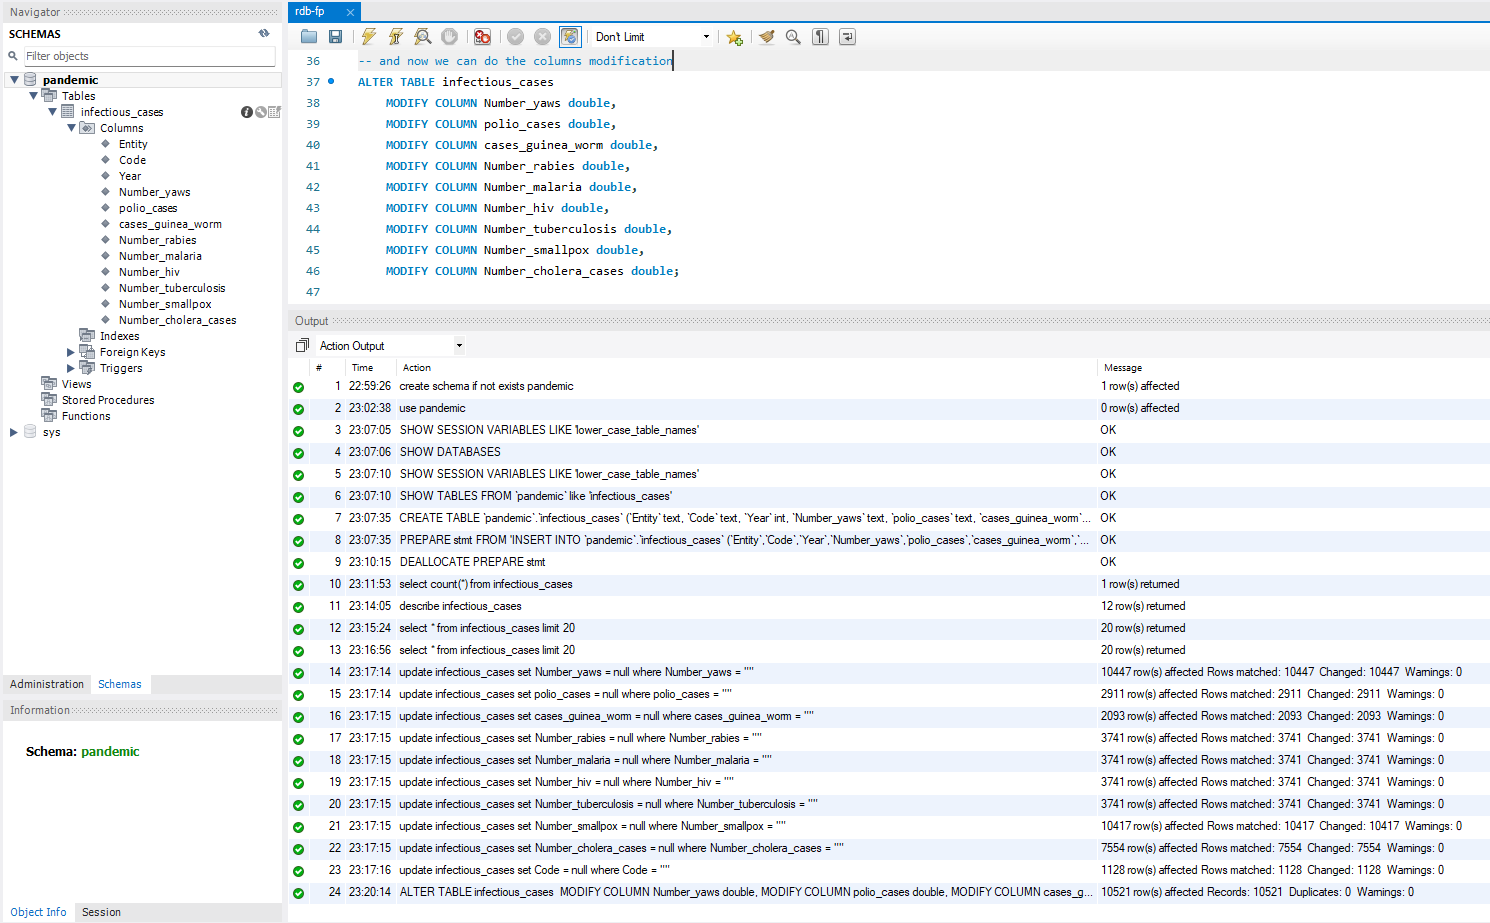 Navigator
SCHEMAS
Filter objects
pandemic
Tables
infectious_cases
Columns
Entity
Code
Year
Number_yaws
polio_cases
cases_guinea_worm
Number_rabies
Number_malaria
Number_hiv
Number_tuberculosis
Number_smallpox
Number_cholera_cases
Indexes
Foreign Keys
Triggers
Views
Stored Procedures
Functions
sys
Administration Schemas
Information
Schema: pandemic
Object Info Session
rdb-fp
Don't Limit
36 -- and now we can do the columns modification
37 ALTER TABLE infectious_cases
38 MODIFY COLUMN Number_yaws double,
39 MODIFY COLUMN polio_cases double,
40 MODIFY COLUMN cases_guinea_worm double,
41 MODIFY COLUMN Number_rabies double,
42 MODIFY COLUMN Number_malaria double,
43 MODIFY COLUMN Number_hiv double,
44 MODIFY COLUMN Number_tuberculosis double,
45 MODIFY COLUMN Number_smallpox double,
46 MODIFY COLUMN Number_cholera_cases double;
47
Output
Action Output
# Time Action Message
1 22:59:26 create schema if not exists pandemic 1 row(s) affected
2 23:02:38 use pandemic 0 row(s) affected
3 23:07:05 SHOW SESSION VARIABLES LIKE 'lower_case_table_names' OK
4 23:07:06 SHOW DATABASES OK
5 23:07:10 SHOW SESSION VARIABLES LIKE 'lower_case_table_names' OK
6 23:07:10 SHOW TABLES FROM `pandemic` like 'infectious_cases' OK
7 23:07:35 CREATE TABLE `pandemic`.`infectious_cases` (`Entity` text, `Code` text, `Year` int, `Number_yaws` text, `polio_cases` text, `cases_guinea_worm`... OK
8 23:07:35 PREPARE stmt FROM 'INSERT INTO `pandemic`.`infectious_cases` (`Entity`,`Code`,`Year`,`Number_yaws`,`polio_cases`,`cases_guinea_worm`,`... OK
9 23:10:15 DEALLOCATE PREPARE stmt OK
10 23:11:53 select count(*) from infectious_cases 1 row(s) returned
11 23:14:05 describe infectious_cases 12 row(s) returned
12 23:15:24 select * from infectious_cases limit 20 20 row(s) returned
13 23:16:56 select * from infectious_cases limit 20 20 row(s) returned
14 23:17:14 update infectious_cases set Number_yaws = null where Number_yaws = "" 10447 row(s) affected Rows matched: 10447 Changed: 10447 Warnings: 0
15 23:17:14 update infectious_cases set polio_cases = null where polio_cases = "" 2911 row(s) affected Rows matched: 2911 Changed: 2911 Warnings: 0
16 23:17:15 update infectious_cases set cases_guinea_worm = null where cases_guinea_worm = "" 2093 row(s) affected Rows matched: 2093 Changed: 2093 Warnings: 0
17 23:17:15 update infectious_cases set Number_rabies = null where Number_rabies = "" 3741 row(s) affected Rows matched: 3741 Changed: 3741 Warnings: 0
18 23:17:15 update infectious_cases set Number_malaria = null where Number_malaria = "" 3741 row(s) affected Rows matched: 3741 Changed: 3741 Warnings: 0
19 23:17:15 update infectious_cases set Number_hiv = null where Number_hiv = "" 3741 row(s) affected Rows matched: 3741 Changed: 3741 Warnings: 0
20 23:17:15 update infectious_cases set Number_tuberculosis = null where Number_tuberculosis = "" 3741 row(s) affected Rows matched: 3741 Changed: 3741 Warnings: 0
21 23:17:15 update infectious_cases set Number_smallpox = null where Number_smallpox = "" 10417 row(s) affected Rows matched: 10417 Changed: 10417 Warnings: 0
22 23:17:15 update infectious_cases set Number_cholera_cases = null where Number_cholera_cases = "" 7554 row(s) affected Rows matched: 7554 Changed: 7554 Warnings: 0
23 23:17:16 update infectious_cases set Code = null where Code = "" 1128 row(s) affected Rows matched: 1128 Changed: 1128 Warnings: 0
24 23:20:14 ALTER TABLE infectious_cases MODIFY COLUMN Number_yaws double, MODIFY COLUMN polio_cases double, MODIFY COLUMN cases_g... 10521 row(s) affected Records: 10521 Duplicates: 0 Warnings: 0